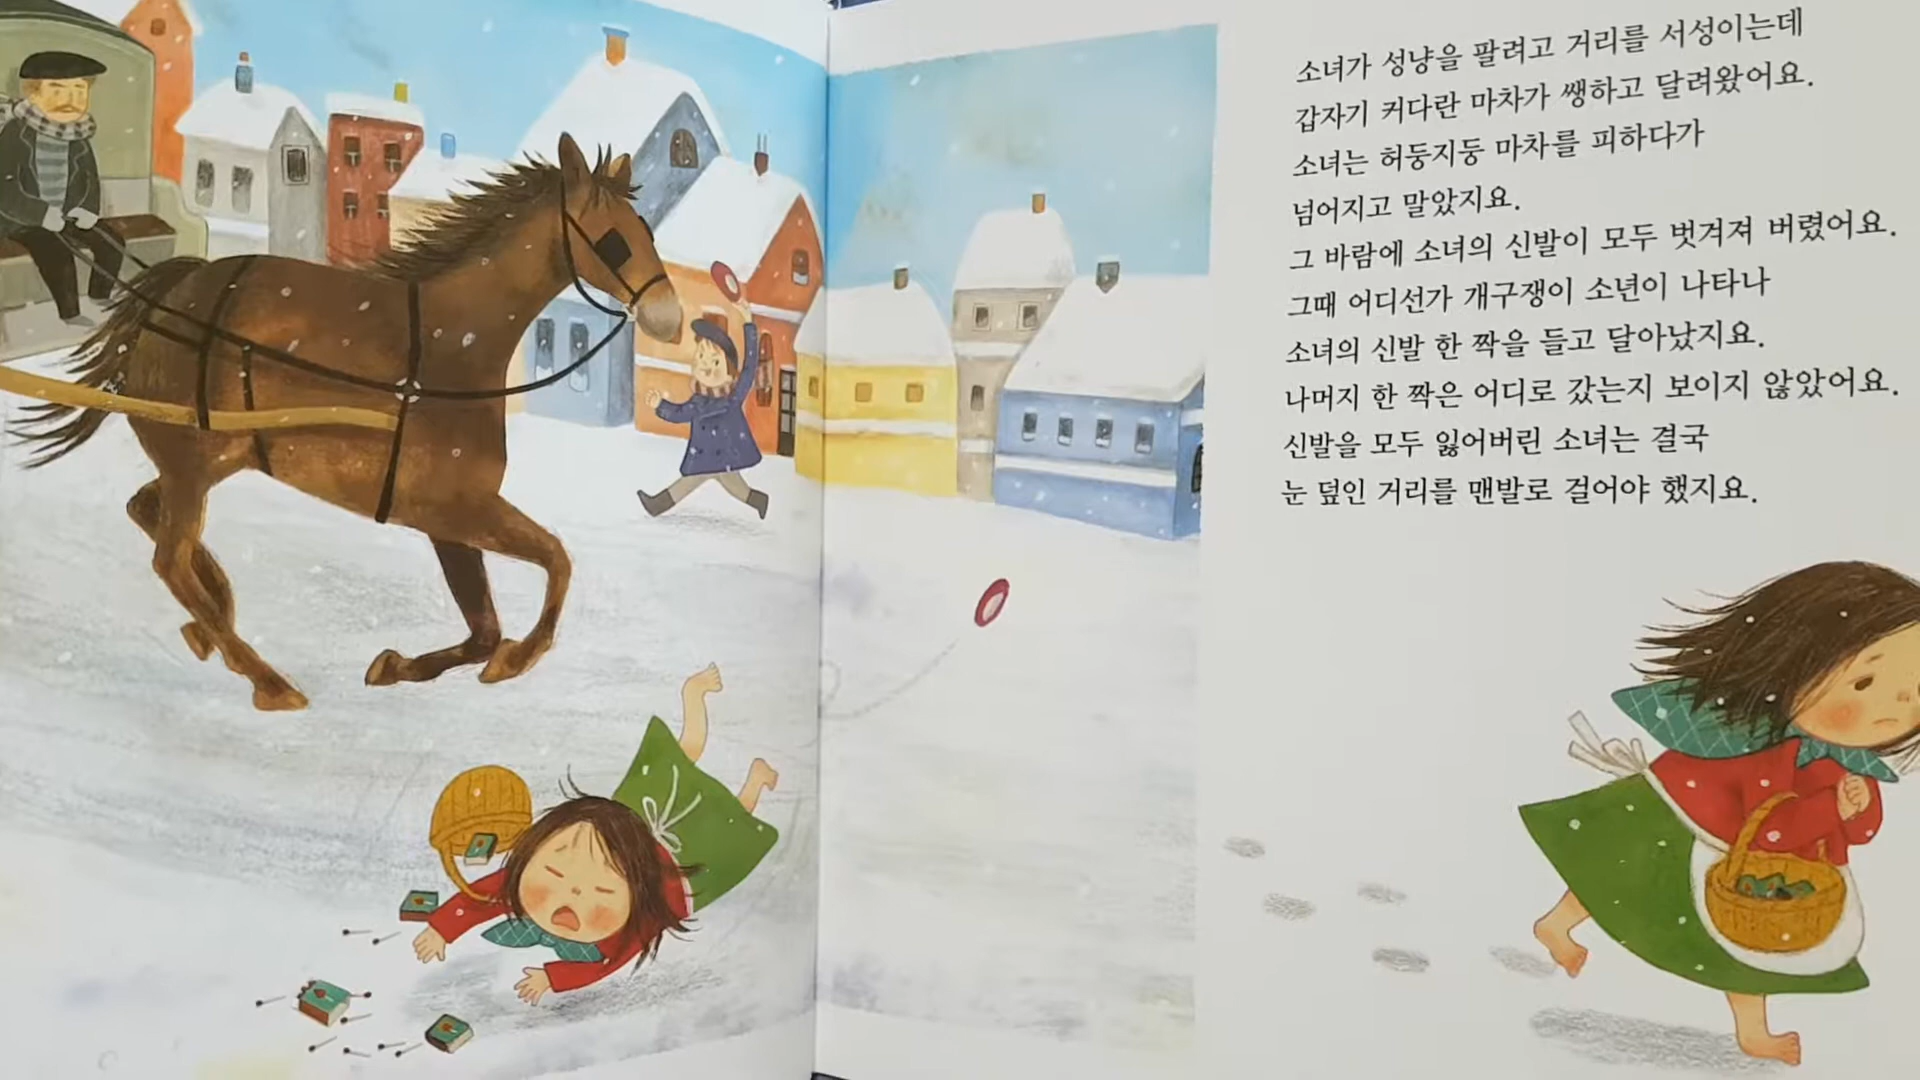 소녀가 성냥을 팔려고 거리를 서성이는데
갑자기 커다란 마차가 쌩하고 달려왔어요.
소녀는 허둥지둥 마차를 피하다가
넘어지고 말았지요.
그 바람에 소녀의 신발이 모두 벗겨져 버렸어요.
그때 어디선가 개구쟁이 소년이 나타나
소녀의 신발 한 짝을 들고 달아났지요.
나머지 한 짝은 어디로 갔는지 보이지 않았어요.
신발을 모두 잃어버린 소녀는 결국
눈 덮인 거리를 맨발로 걸어야 했지요.